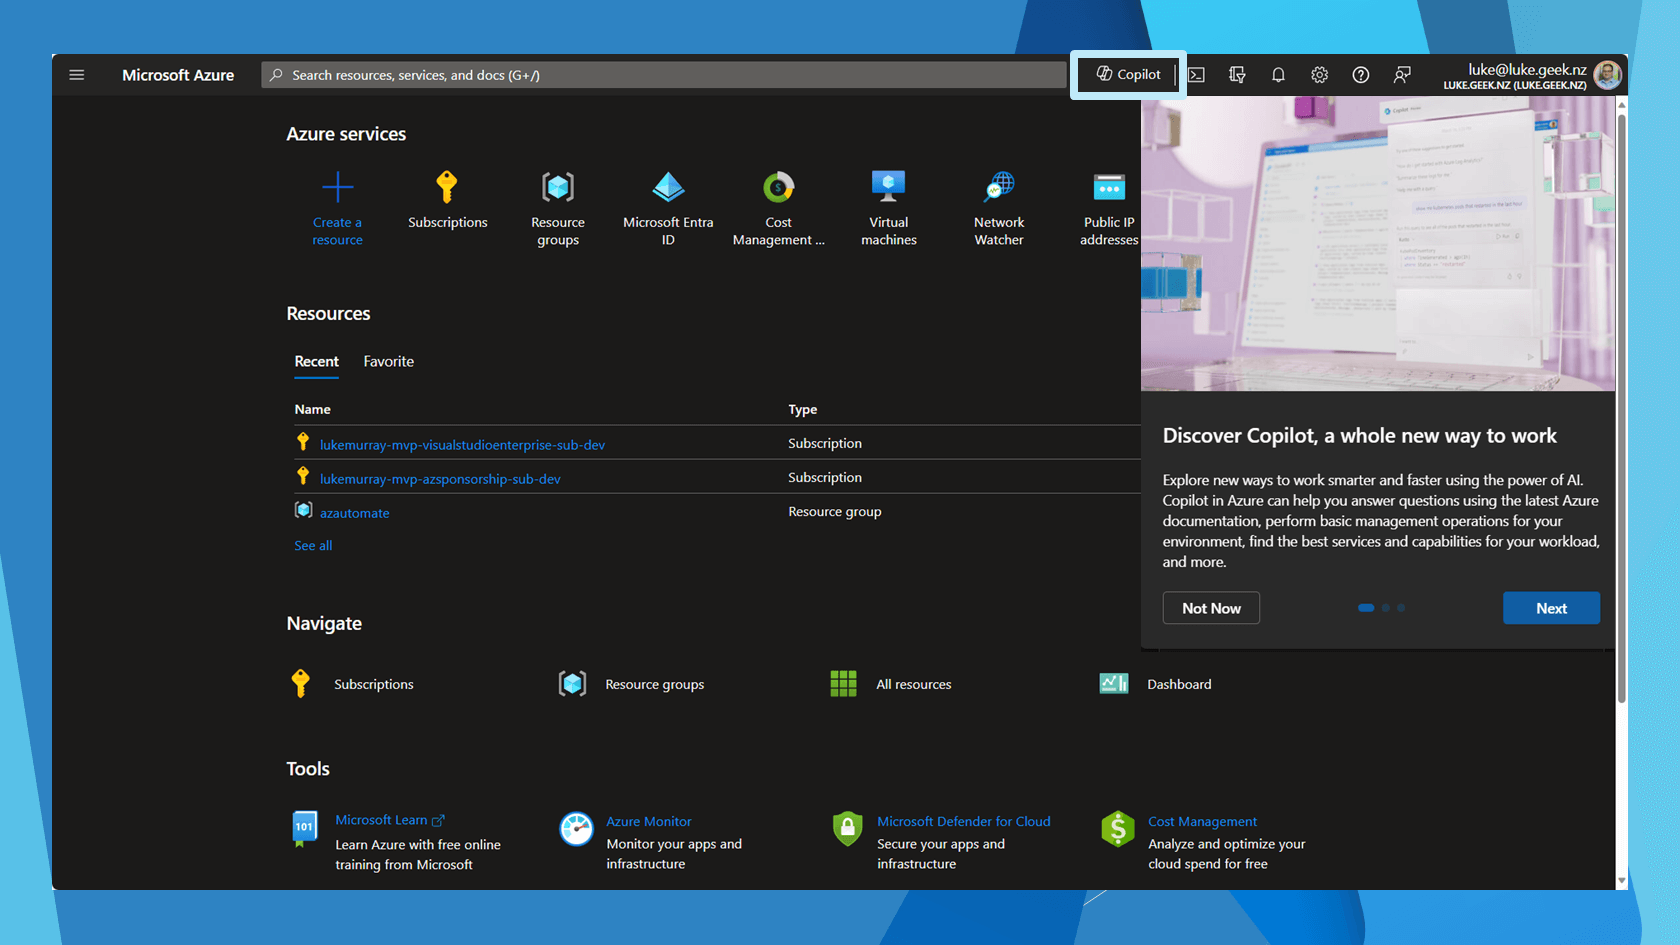 Microsoft Azure
Search resources, services, and docs (G+/)
Copilot
luke@luke.geek.nz
LUKE.GEEK.NZ (LUKE.GEEK.NZ)
Azure services
Create a
resource
Subscriptions
Resource
groups
Microsoft Entra
ID
Cost
Management ...
Virtual
machines
Network
Watcher
Public IP
addresses
Resources
Recent
Favorite
Name
Type
lukemurray-mvp-visualstudioenterprise-sub-dev
Subscription
lukemurray-mvp-azsponsorship-sub-dev
Subscription
azautomate
Resource group
See all
Copilot
Discover Copilot, a whole new way to work
Explore new ways to work smarter and faster using the power of AI.
Copilot in Azure can help you answer questions using the latest Azure
documentation, perform basic management operations for your
environment, find the best services and capabilities for your workload,
and more.
Not Now
Next
Navigate
Subscriptions
Resource groups
All resources
Dashboard
Tools
101
Microsoft Learn
Learn Azure with free online
training from Microsoft
Azure Monitor
Monitor your apps and
infrastructure
Microsoft Defender for Cloud
Secure your apps and
infrastructure
Cost Management
Analyze and optimize your
cloud spend for free